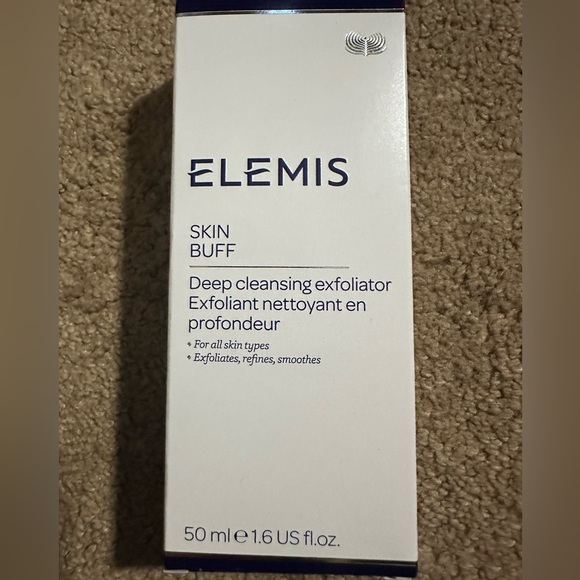 ELEMIS
SKIN
BUFF
Deep cleansing exfoliator
Exfoliant nettoyant en
profondeur
For all skin types
Exfoliates, refines, smoothes
50 ml ℮ 1.6 US fl.oz.